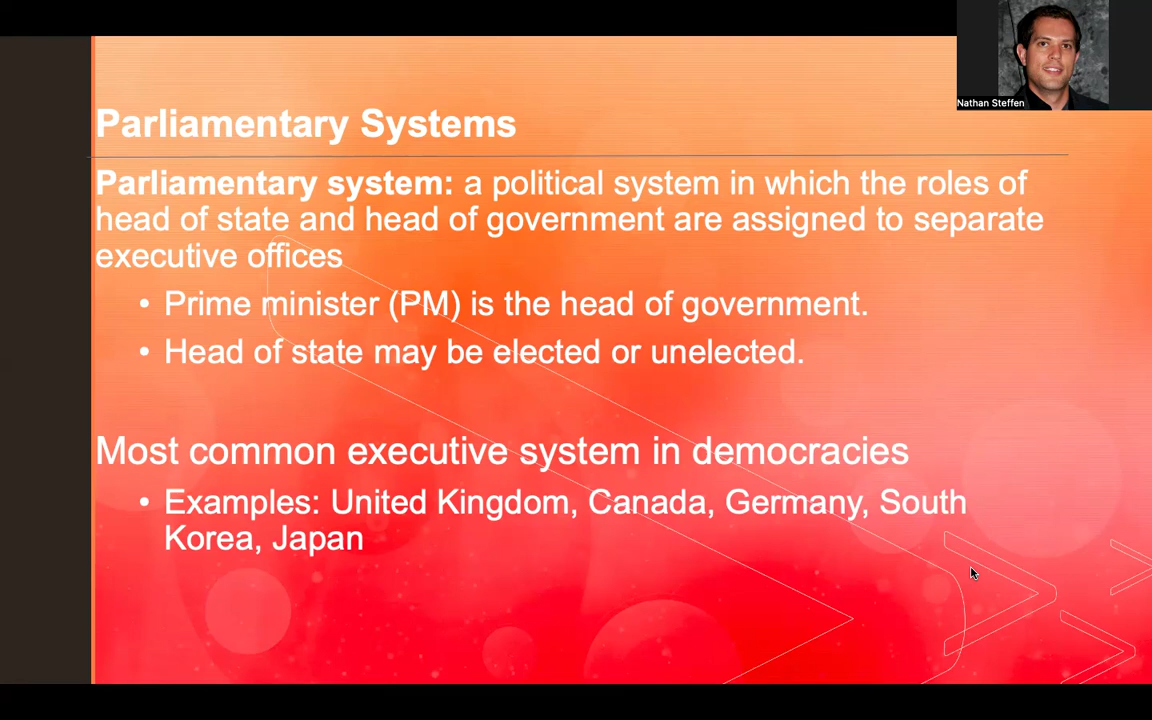 Nathan Steffen
Parliamentary Systems
Parliamentary system: a political system in which the roles of
head of state and head of government are assigned to separate
executive offices
• Prime minister (PM) is the head of government.
• Head of state may be elected or unelected.
Most common executive system in democracies
• Examples: United Kingdom, Canada, Germany, South
Korea, Japan